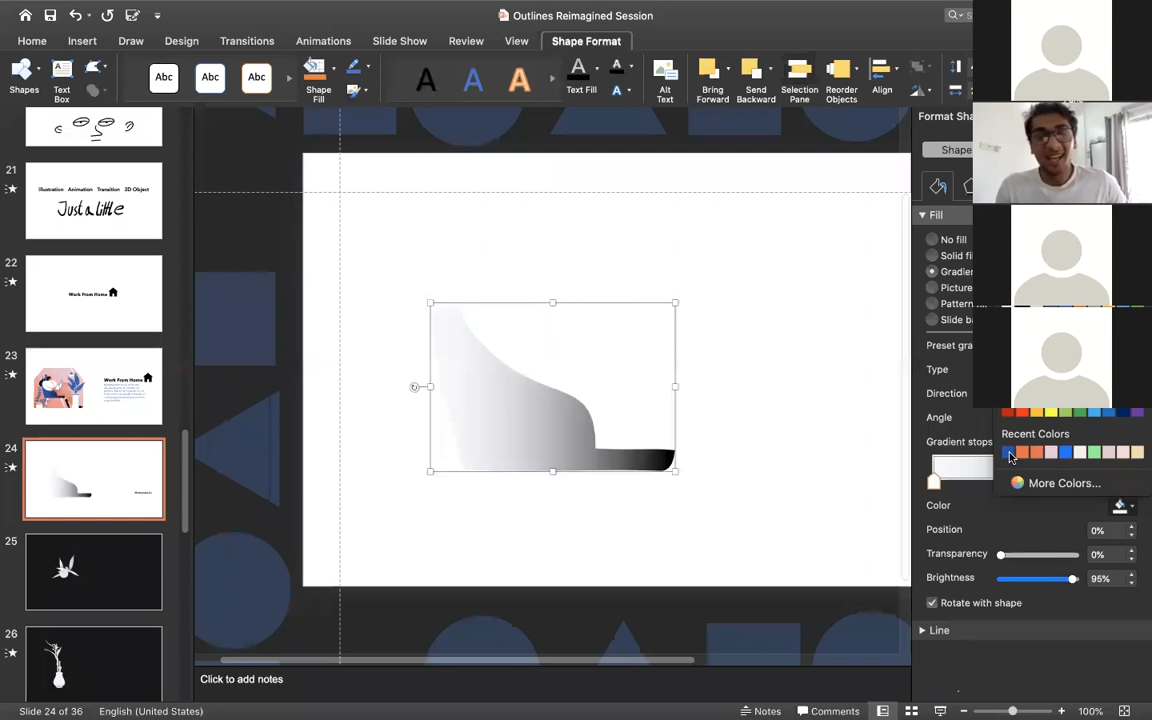 Outlines Reimagined Session
Home Insert Draw Design Transitions Animations Slide Show Review View Shape Format
Abc Abc Abc
A A A
Shapes
Text Box
Shape Fill
Text Fill
Alt Text
Bring Forward
Send Backward
Selection Pane
Reorder Objects
Align
Format Sha
Shape
Fill
No fill
Solid fi
Gradien
Picture
Pattern
Slide ba
Preset gra
Type
Direction
Angle
Gradient stops
Recent Colors
More Colors...
Color
Position 0%
Transparency 0%
Brightness 95%
Rotate with shape
Line
21
Illustration Animation Transition 3D Object
Just a little
22
Work From Home
23
Work From Home
24
25
26
Click to add notes
Slide 24 of 36 English (United States) Notes Comments 100%